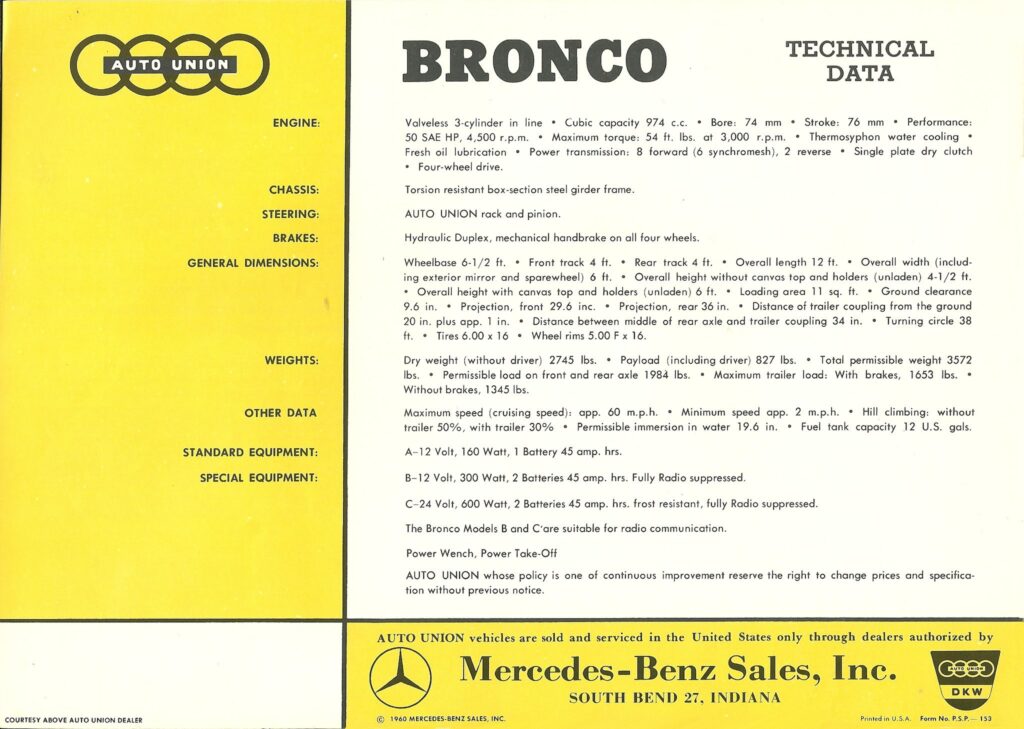 AUTO UNION
BRONCO
TECHNICAL
DATA
ENGINE:
Valveless 3-cylinder in line • Cubic capacity 974 c.c. • Bore: 74 mm • Stroke: 76 mm • Performance:
50 SAE HP, 4,500 r.p.m. • Maximum torque: 54 ft. lbs. at 3,000 r.p.m. • Thermosyphon water cooling •
Fresh oil lubrication • Power transmission: 8 forward (6 synchromesh), 2 reverse • Single plate dry clutch
• Four-wheel drive.
CHASSIS:
Torsion resistant box-section steel girder frame.
STEERING:
AUTO UNION rack and pinion.
BRAKES:
Hydraulic Duplex, mechanical handbrake on all four wheels.
GENERAL DIMENSIONS:
Wheelbase 6-1/2 ft. • Front track 4 ft. • Rear track 4 ft. • Overall length 12 ft. • Overall width (includ-
ing exterior mirror and sparewheel) 6 ft. • Overall height without canvas top and holders (unladen) 4-1/2 ft.
• Overall height with canvas top and holders (unladen) 6 ft. • Loading area 11 sq. ft. • Ground clearance
9.6 in. • Projection, front 29.6 inc. • Projection, rear 36 in. • Distance of trailer coupling from the ground
20 in. plus app. 1 in. • Distance between middle of rear axle and trailer coupling 34 in. • Turning circle 38
ft. • Tires 6.00 x 16 • Wheel rims 5.00 F x 16.
WEIGHTS:
Dry weight (without driver) 2745 lbs. • Payload (including driver) 827 lbs. • Total permissible weight 3572
lbs. • Permissible load on front and rear axle 1984 lbs. • Maximum trailer load: With brakes, 1653 lbs. •
Without brakes, 1345 lbs.
OTHER DATA
Maximum speed (cruising speed): app. 60 m.p.h. • Minimum speed app. 2 m.p.h. • Hill climbing: without
trailer 50%, with trailer 30% • Permissible immersion in water 19.6 in. • Fuel tank capacity 12 U.S. gals.
STANDARD EQUIPMENT:
A–12 Volt, 160 Watt, 1 Battery 45 amp. hrs.
SPECIAL EQUIPMENT:
B–12 Volt, 300 Watt, 2 Batteries 45 amp. hrs. Fully Radio suppressed.
C–24 Volt, 600 Watt, 2 Batteries 45 amp. hrs. frost resistant, fully Radio suppressed.
The Bronco Models B and C'are suitable for radio communication.
Power Wench, Power Take-Off
AUTO UNION whose policy is one of continuous improvement reserve the right to change prices and specifica-
tion without previous notice.
AUTO UNION vehicles are sold and serviced in the United States only through dealers authorized by
Mercedes-Benz Sales, Inc.
SOUTH BEND 27, INDIANA
AUTO UNION
DKW
COURTESY ABOVE AUTO UNION DEALER
© 1960 MERCEDES-BENZ SALES, INC.
Printed in U.S.A. Form No. P.S.P.— 153